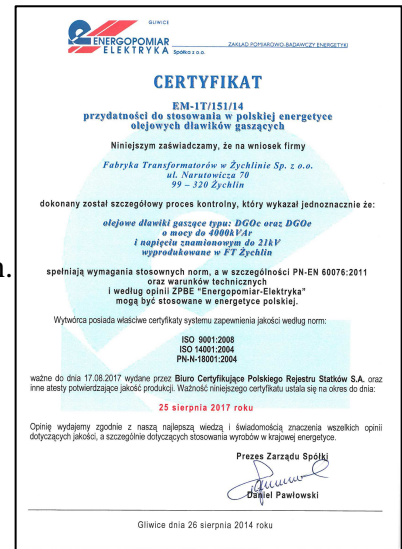 GLIWICE
ENERGOPOMIAR
ELEKTRYKA Spółka z o.o.
ZAKŁAD POMIAROWO-BADAWCZY ENERGETYKI
CERTYFIKAT
EM-1T/151/14
przydatności do stosowania w polskiej energetyce
olejowych dławików gaszących
Niniejszym zaświadczamy, że na wniosek firmy
Fabryka Transformatorów w Żychlinie Sp. z o.o.
ul. Narutowicza 70
99 – 320 Żychlin
dokonany został szczegółowy proces kontrolny, który wykazał jednoznacznie że:
olejowe dławiki gaszące typu: DGOc oraz DGOe
o mocy do 4000kVAr
i napięciu znamionowym do 21kV
wyprodukowane w FT Żychlin
n.
spełniają wymagania stosownych norm, a w szczególności PN-EN 60076:2011
oraz warunków technicznych
i według opinii ZPBE "Energopomiar-Elektryka"
mogą być stosowane w energetyce polskiej.
Wytwórca posiada właściwe certyfikaty systemu zapewnienia jakości według norm:
ISO 9001:2008
ISO 14001:2004
PN-N-18001:2004
ważne do dnia 17.08.2017 wydane przez Biuro Certyfikujące Polskiego Rejestru Statków S.A. oraz
inne atesty potwierdzające jakość produkcji. Ważność niniejszego certyfikatu ustala się na okres do dnia:
25 sierpnia 2017 roku
Opinię wydajemy zgodnie z naszą najlepszą wiedzą i świadomością znaczenia wszelkich opinii
dotyczących jakości, a szczególnie dotyczących stosowania wyrobów w krajowej energetyce.
Prezes Zarządu Spółki
Daniel Pawłowski
Gliwice dnia 26 sierpnia 2014 roku